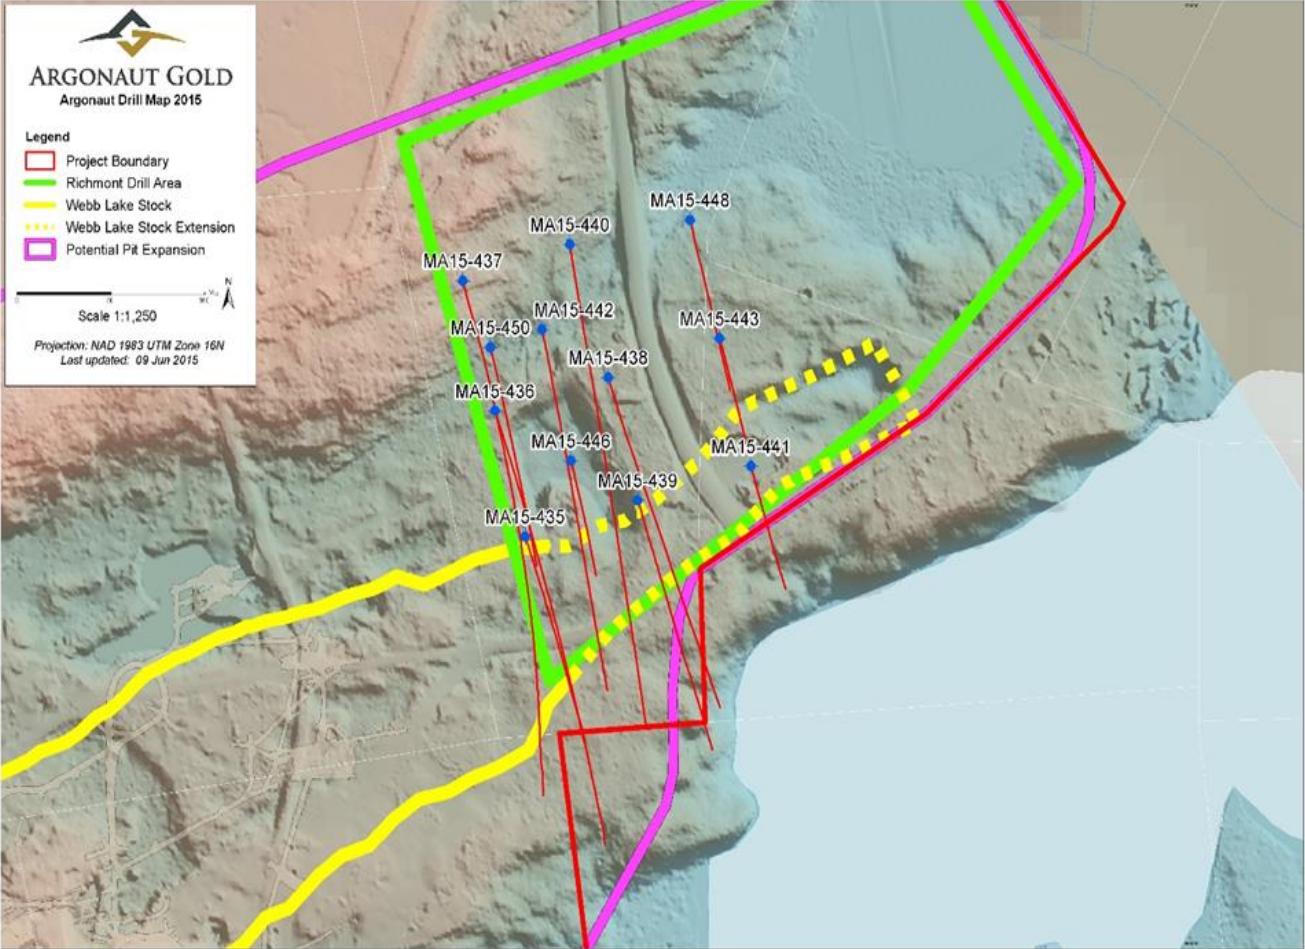 ARGONAUT GOLD
Argonaut Drill Map 2015
Legend
Project Boundary
Richmont Drill Area
Webb Lake Stock
Webb Lake Stock Extension
Potential Pit Expansion
N
0
Scale 1:1,250
Projection: NAD 1983 UTM Zone 16N
Last updated: 09 Jun 2015
MA15-448
MA15-440
MA15-437
MA15-442
MA15-443
MA15-450
MA15-438
MA15-436
MA15-446
MA15-441
MA15-439
MA15-435